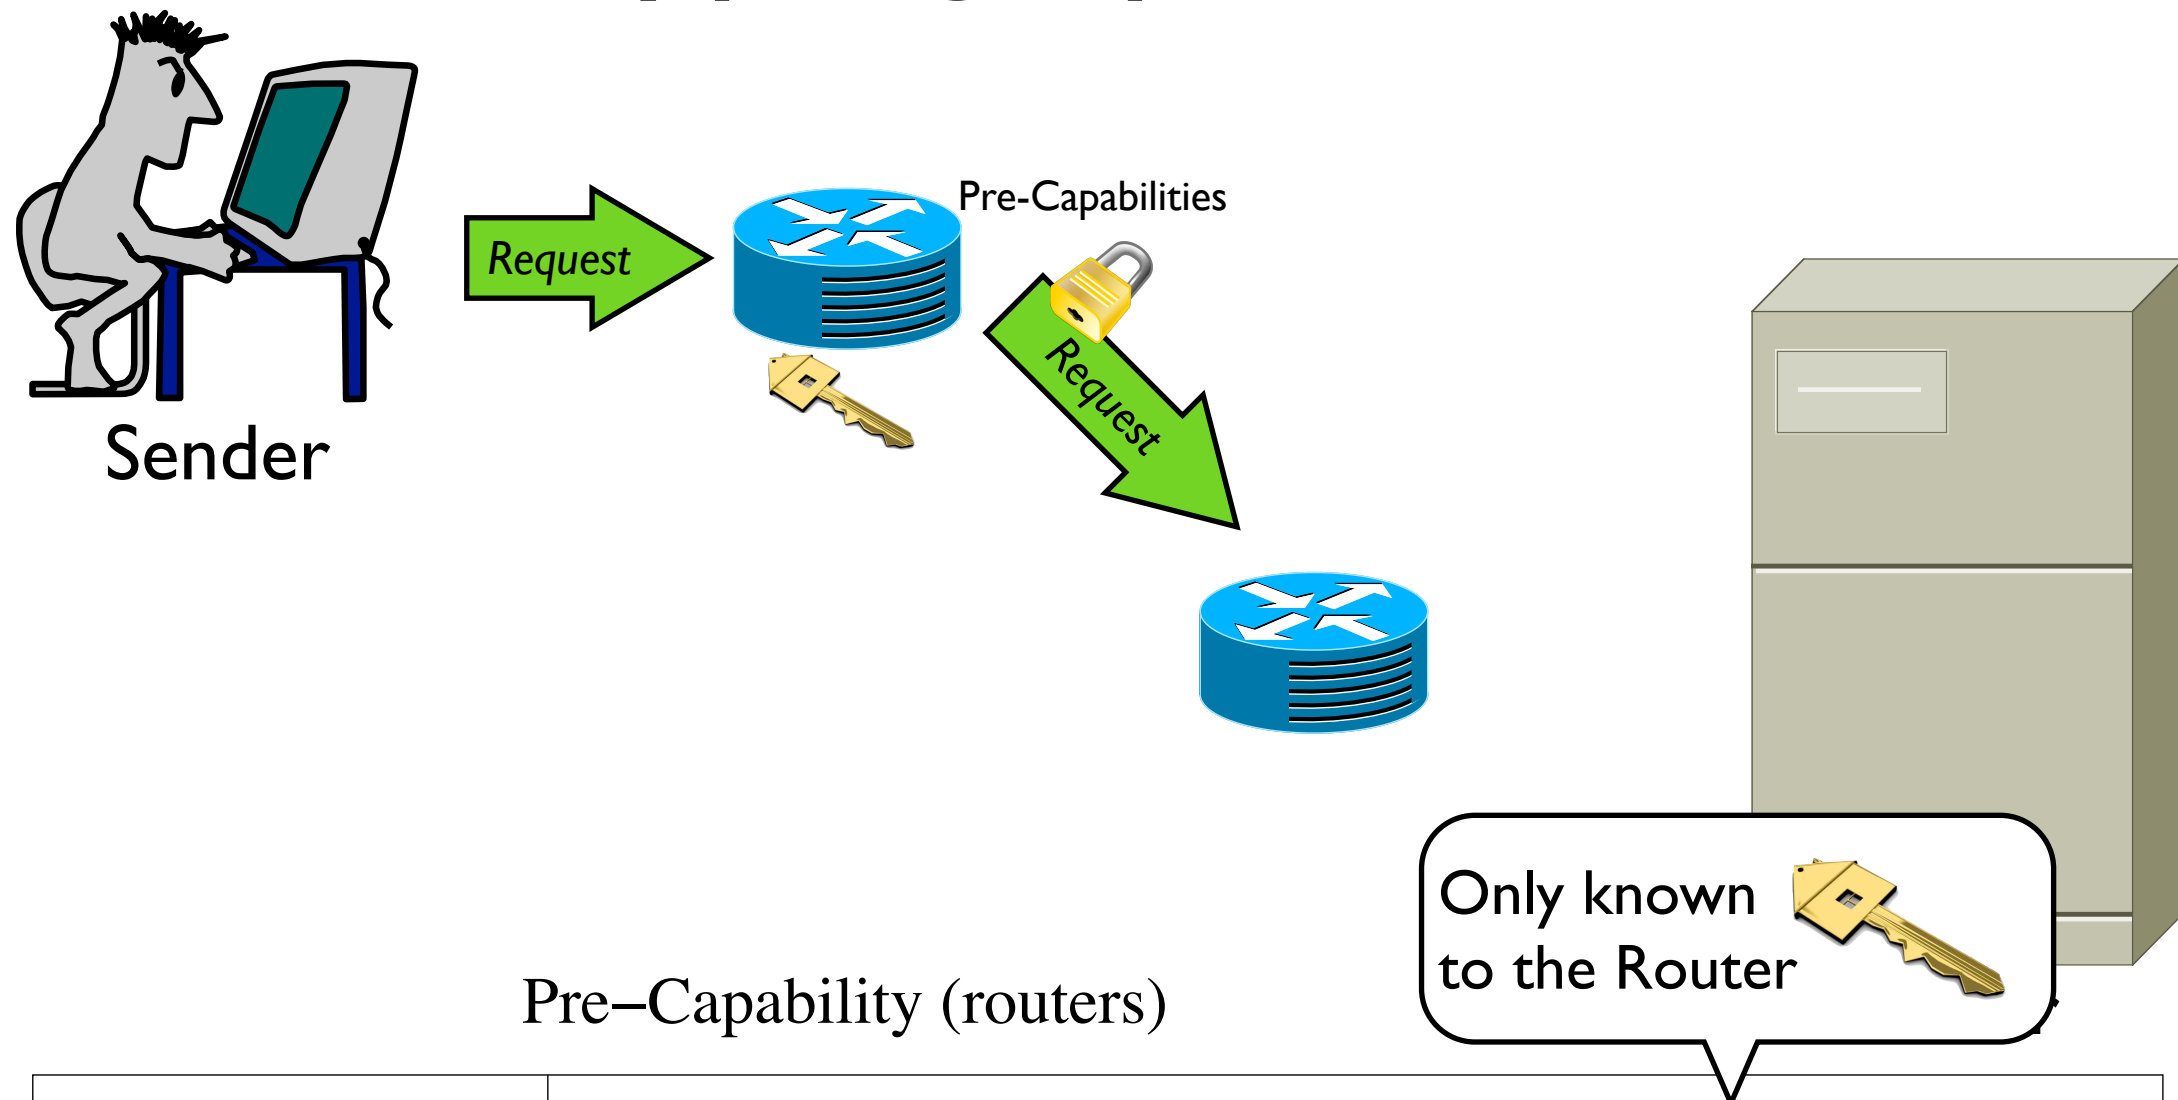 Sender
Request
Pre-Capabilities
Request
Only known
to the Router
Pre–Capability (routers)